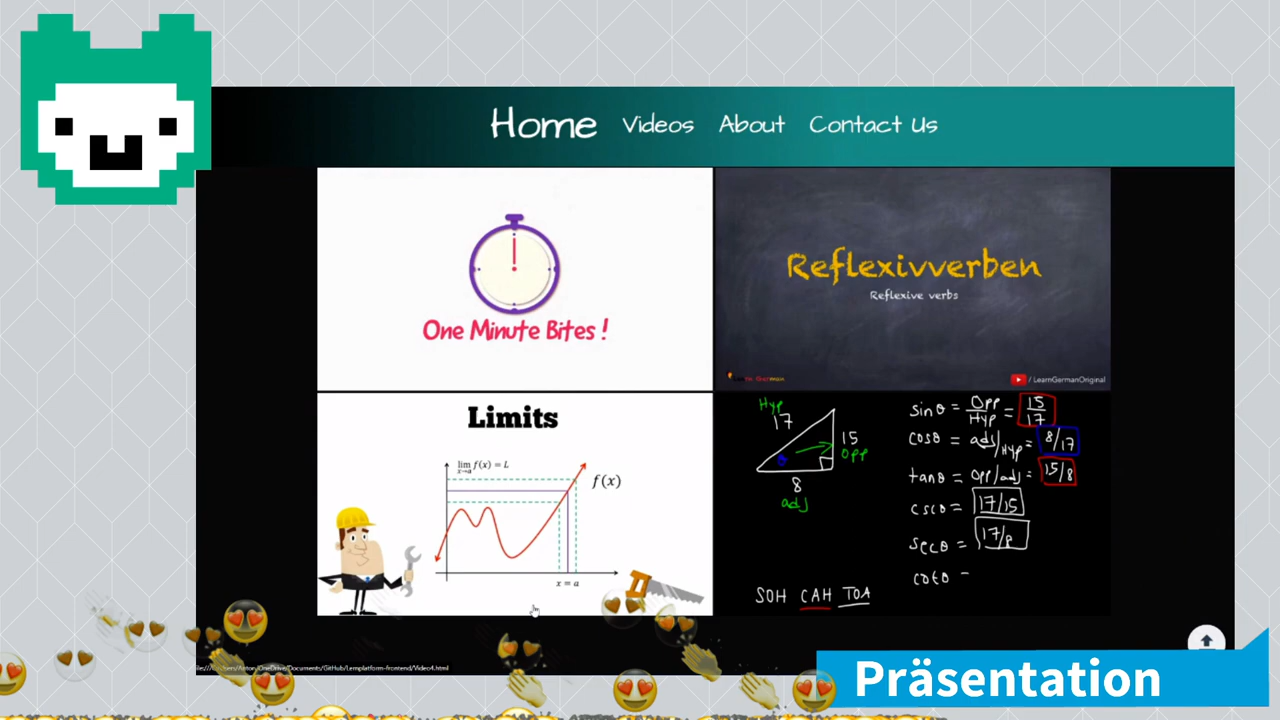 Home Videos About Contact Us
One Minute Bites !
Reflexivverben
Reflexive verbs
/ LearnGermanOriginal
Limits
lim f(x) = L
x→a
f(x)
x = a
Hyp
17
15
opp
θ
8
adj
SOH CAH TOA
sinθ = Opp/Hyp = 15/17
cosθ = adj/Hyp = 8/17
tanθ = Opp/adj = 15/8
cscθ = 17/15
secθ = 17/8
cotθ =
Präsentation